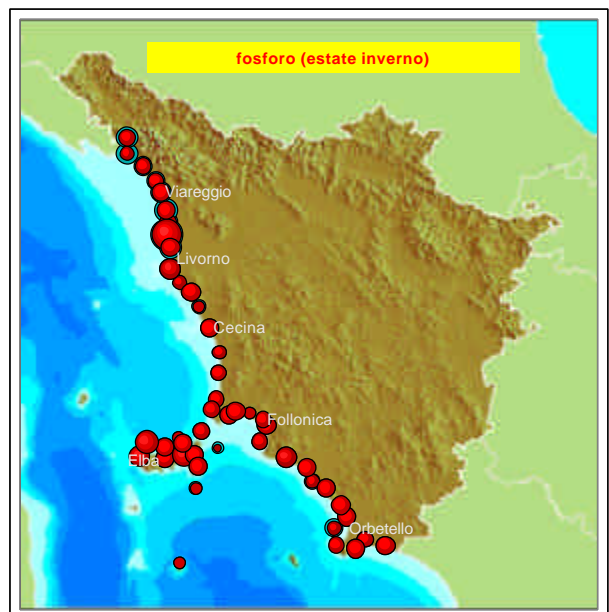 fosforo (estate inverno)
Viareggio
Livorno
Cecina
Follonica
Elba
Orbetello